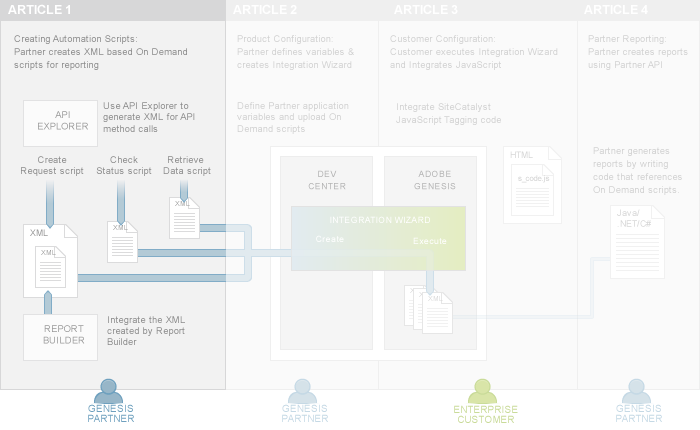 ARTICLE 1
Creating Automation Scripts:
Partner creates XML based On Demand
scripts for reporting
API
EXPLORER
Use API Explorer to
generate XML for API
method calls
Create
Request script
Check
Status script
Retrieve
Data script
XML
XML
XML
XML
REPORT
BUILDER
Integrate the XML
created by Report
Builder
GENESIS
PARTNER
ARTICLE 2
Product Configuration:
Partner defines variables &
creates Integration Wizard
Define Partner application
variables and upload On
Demand scripts
DEV
CENTER
INTEGRATION WIZARD
Create
GENESIS
PARTNER
ARTICLE 3
Customer Configuration:
Customer executes Integration Wizard
and Integrates JavaScript
Integrate SiteCatalyst
JavaScript Tagging code
ADOBE
GENESIS
Execute
XML
HTML
s_code.js
ENTERPRISE
CUSTOMER
ARTICLE 4
Partner Reporting:
Partner creates reports
using Partner API
Partner generates
reports by writing
code that references
On Demand scripts.
Java/
NET/C#
GENESIS
PARTNER